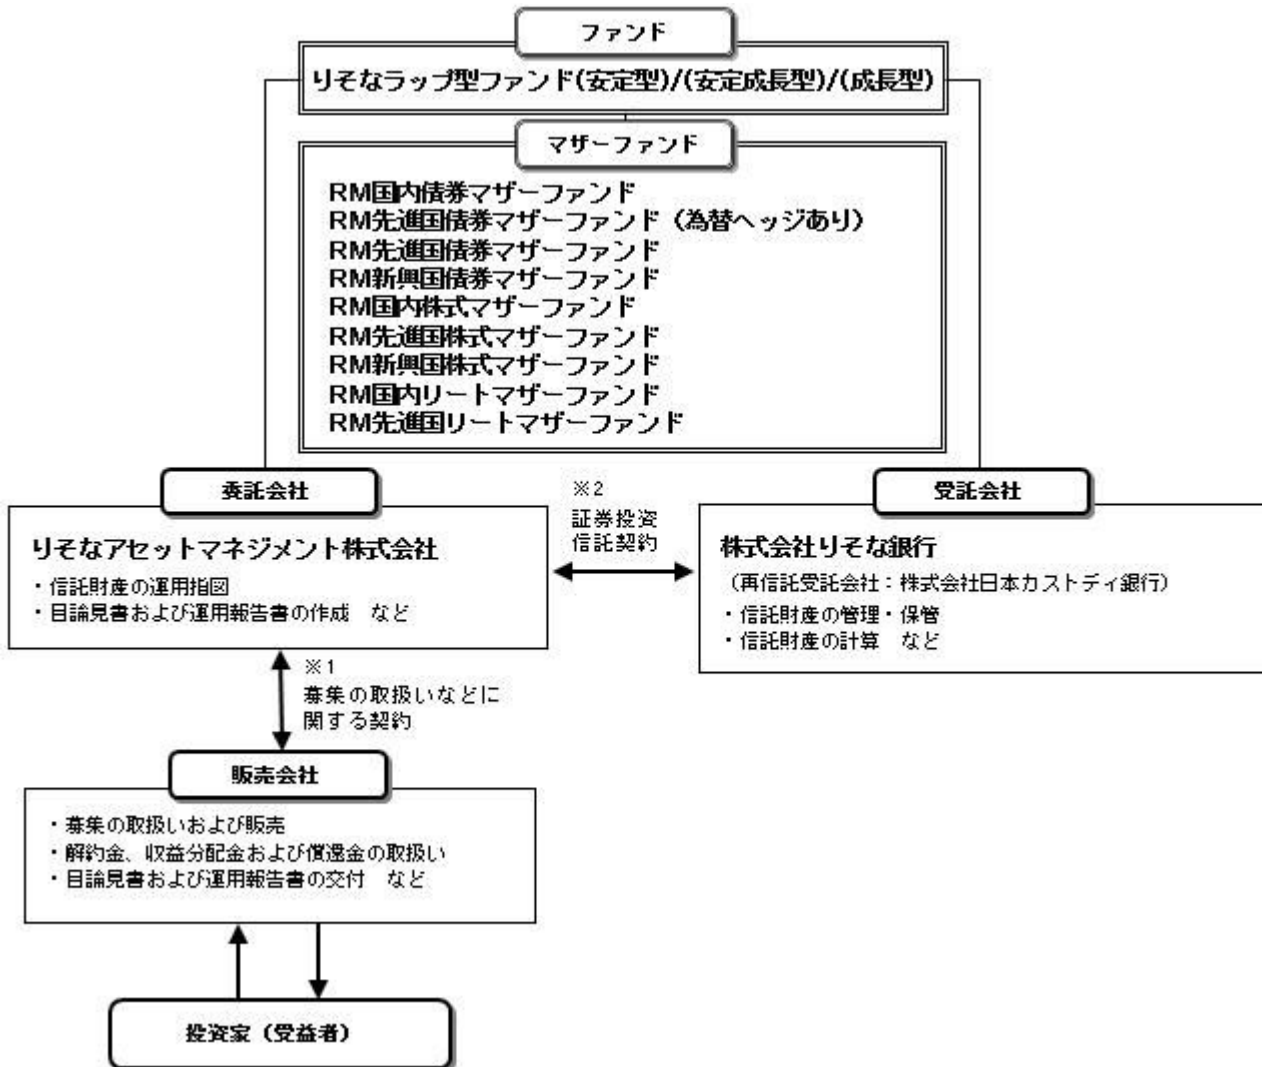 ファンド
りそなラップ型ファンド(安定型)/(安定成長型)/(成長型)
マザーファンド
RM国内債券マザーファンド
RM先進国債券マザーファンド（為替ヘッジあり）
RM先進国債券マザーファンド
RM新興国債券マザーファンド
RM国内株式マザーファンド
RM先進国株式マザーファンド
RM新興国株式マザーファンド
RM国内リートマザーファンド
RM先進国リートマザーファンド
委託会社
りそなアセットマネジメント株式会社
・信託財産の運用指図
・目論見書および運用報告書の作成　など
※2
証券投資
信託契約
受託会社
株式会社りそな銀行
（再信託受託会社：株式会社日本カストディ銀行）
・信託財産の管理・保管
・信託財産の計算　など
※1
募集の取扱いなどに
関する契約
販売会社
・募集の取扱いおよび販売
・解約金、収益分配金および償還金の取扱い
・目論見書および運用報告書の交付　など
投資家（受益者）